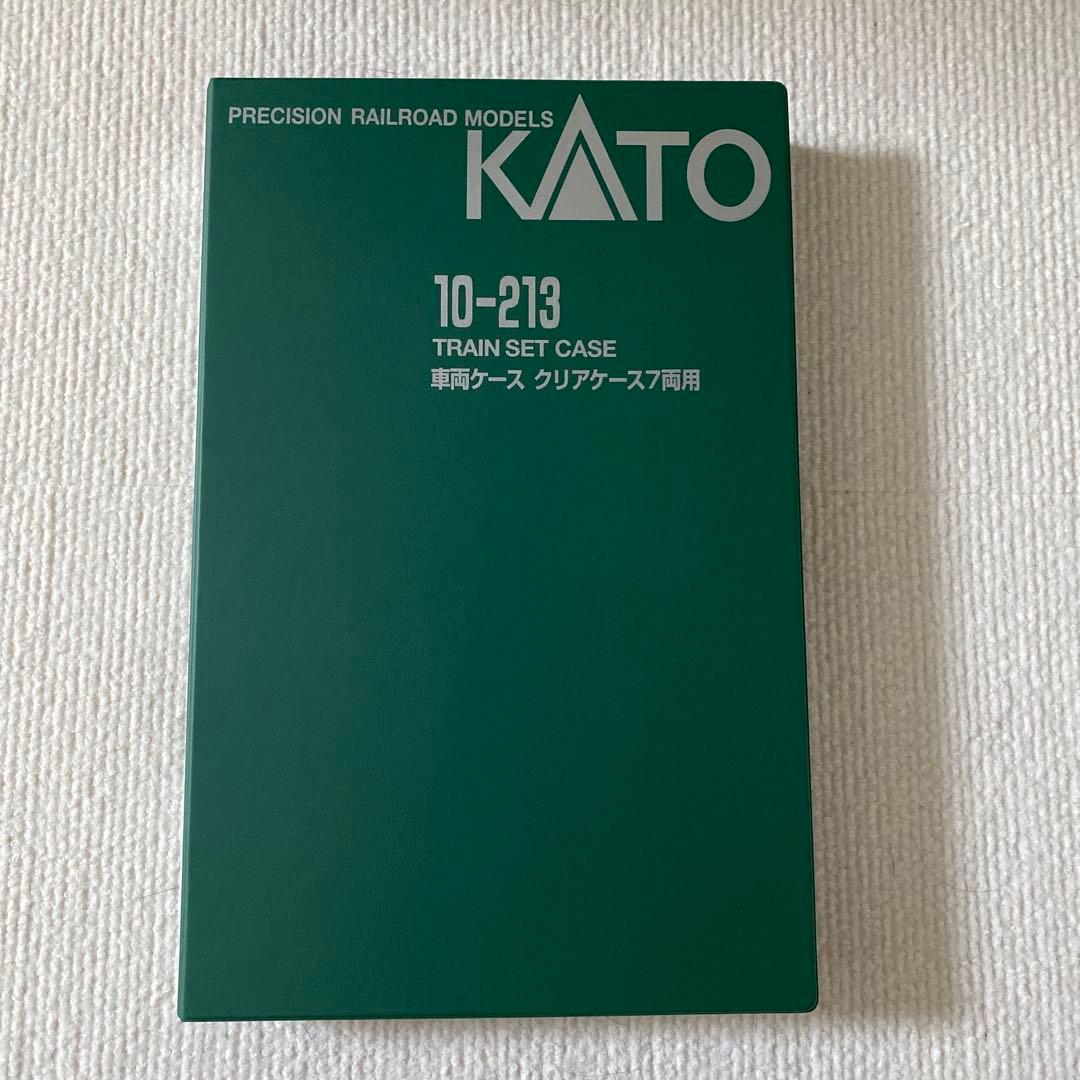 PRECISION RAILROAD MODELS
KATO
10-213
TRAIN SET CASE
車両ケース クリアケース7両用